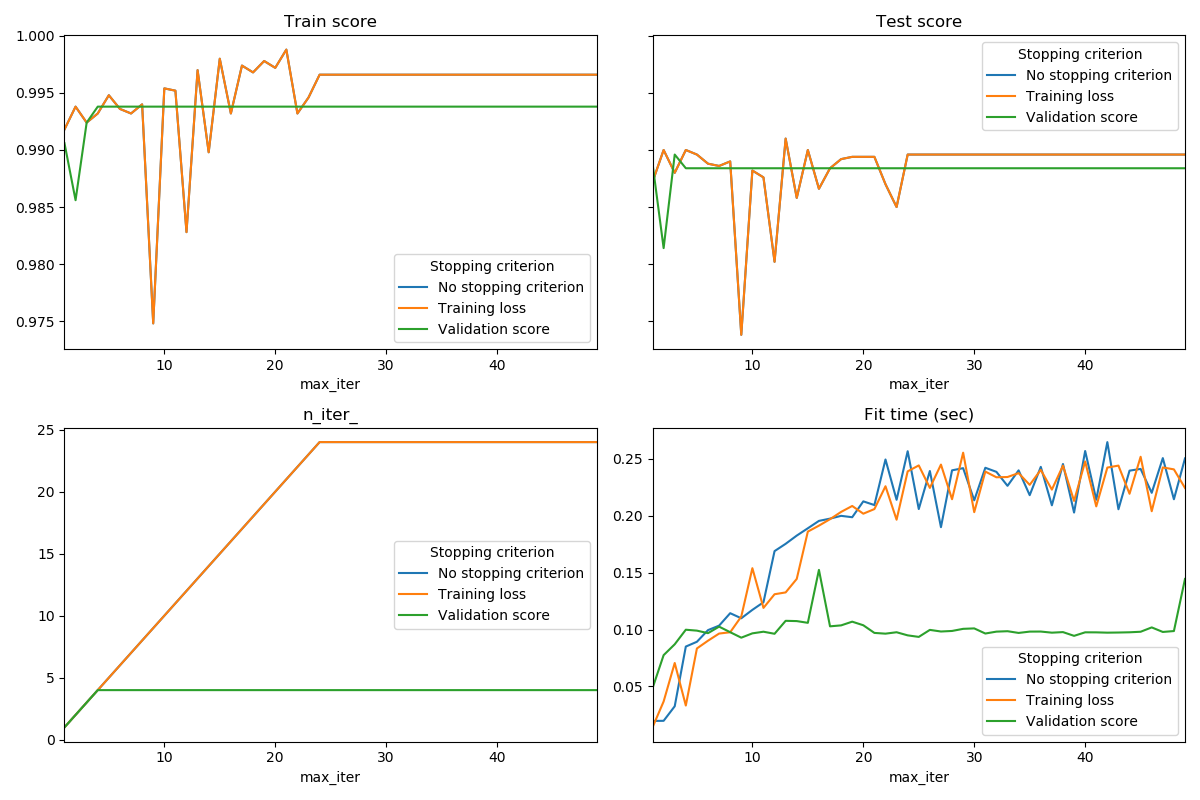 Train score
1.000
0.995
0.990
0.985
0.980
0.975
Stopping criterion
No stopping criterion
Training loss
Validation score
10 20 30 40
max_iter
Test score
Stopping criterion
No stopping criterion
Training loss
Validation score
10 20 30 40
max_iter
n_iter_
25
20
15
10
5
0
Stopping criterion
No stopping criterion
Training loss
Validation score
10 20 30 40
max_iter
Fit time (sec)
0.25
0.20
0.15
0.10
0.05
Stopping criterion
No stopping criterion
Training loss
Validation score
10 20 30 40
max_iter